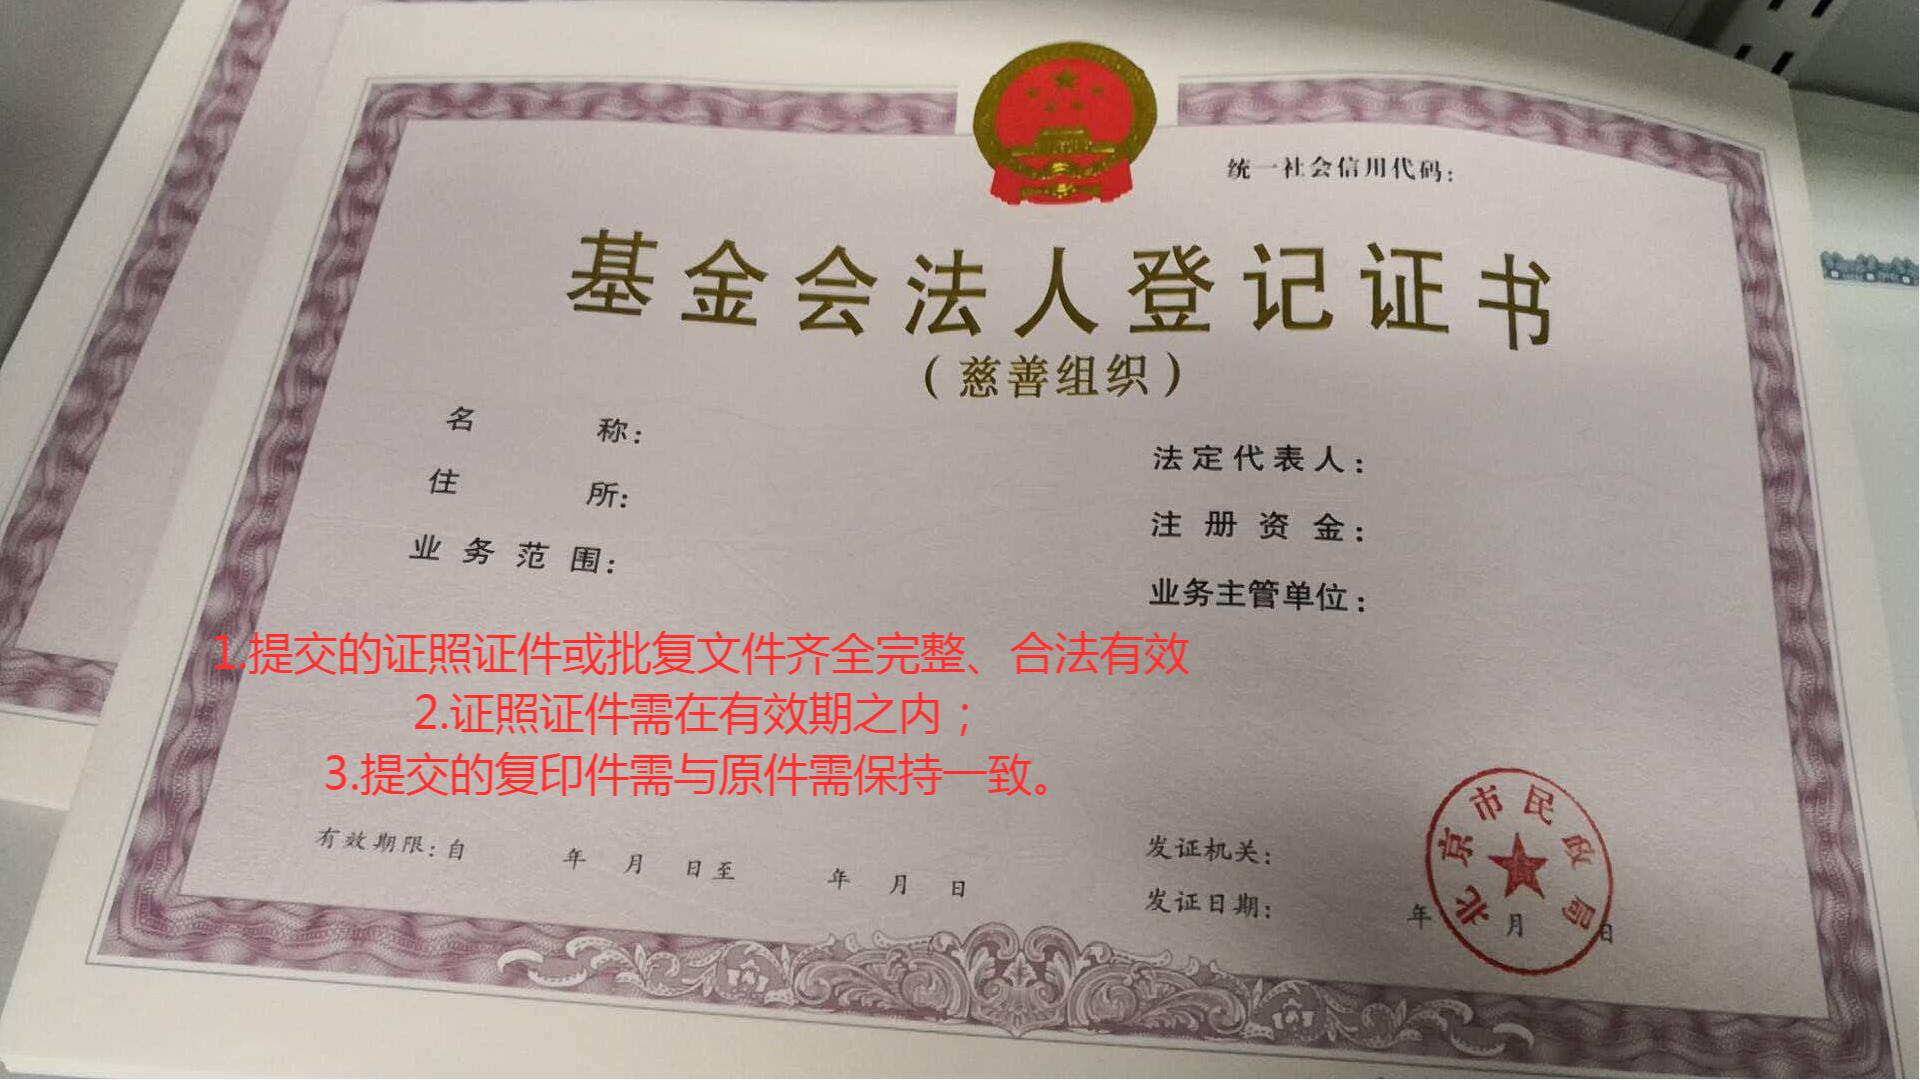 统一社会信用代码:
基金会法人登记证书
(慈善组织)
名称:
法定代表人:
住所:
注册资金:
业务范围:
业务主管单位:
1.提交的证照证件或批复文件齐全完整、合法有效
2.证照证件需在有效期之内;
3.提交的复印件需与原件需保持一致。
有效期限:自 年 月 日至 年 月 日
发证机关:
发证日期: 年 月 日
北京市民政局